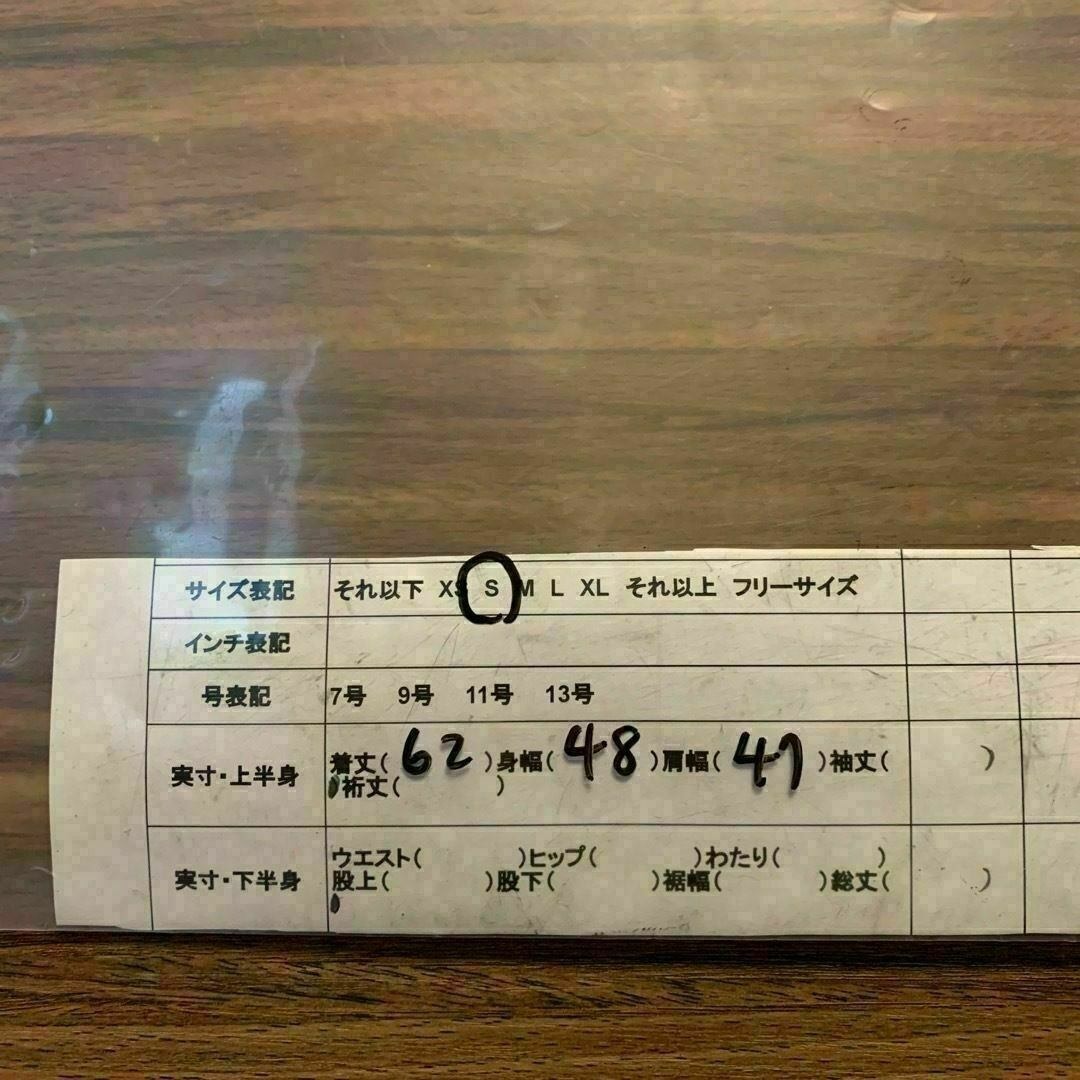 サイズ表記 それ以下 XS S M L XL それ以上 フリーサイズ
インチ表記
号表記 7号 9号 11号 13号
実寸・上半身 着丈( 62 )身幅( 48 )肩幅( 47 )袖丈( )
裄丈( )
実寸・下半身 ウエスト( )ヒップ( )わたり( )
股上( )股下( )裾幅( )総丈( )